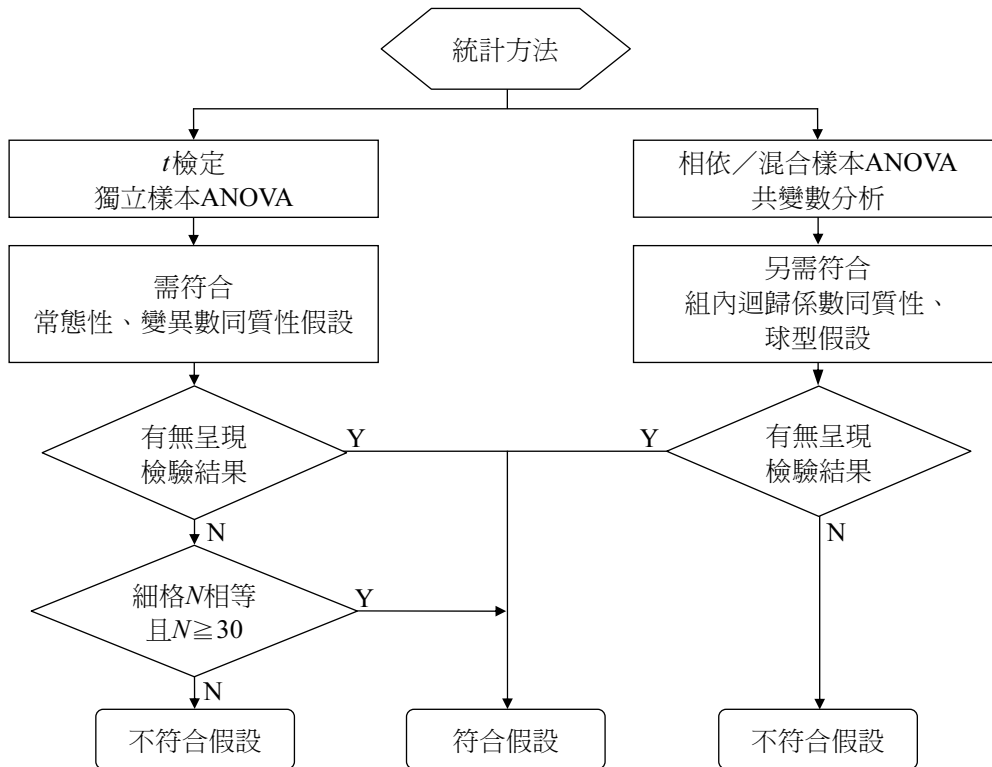 統計方法
t檢定
獨立樣本ANOVA
相依／混合樣本ANOVA
共變數分析
需符合
常態性、變異數同質性假設
另需符合
組內迴歸係數同質性、
球型假設
有無呈現
檢驗結果
Y
Y
有無呈現
檢驗結果
N
N
細格N相等
且N≧30
Y
N
不符合假設
符合假設
不符合假設